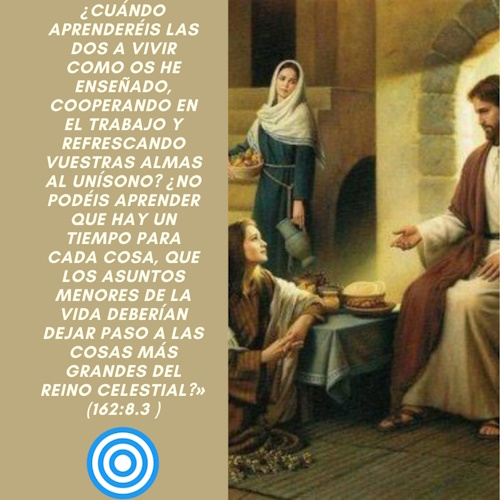 ¿CUÁNDO
APRENDERÉIS LAS
DOS A VIVIR
COMO OS HE
ENSEÑADO,
COOPERANDO EN
EL TRABAJO Y
REFRESCANDO
VUESTRAS ALMAS
AL UNÍSONO? ¿NO
PODÉIS APRENDER
QUE HAY UN
TIEMPO PARA
CADA COSA, QUE
LOS ASUNTOS
MENORES DE LA
VIDA DEBERÍAN
DEJAR PASO A LAS
COSAS MÁS
GRANDES DEL
REINO CELESTIAL?»
(162:8.3 )